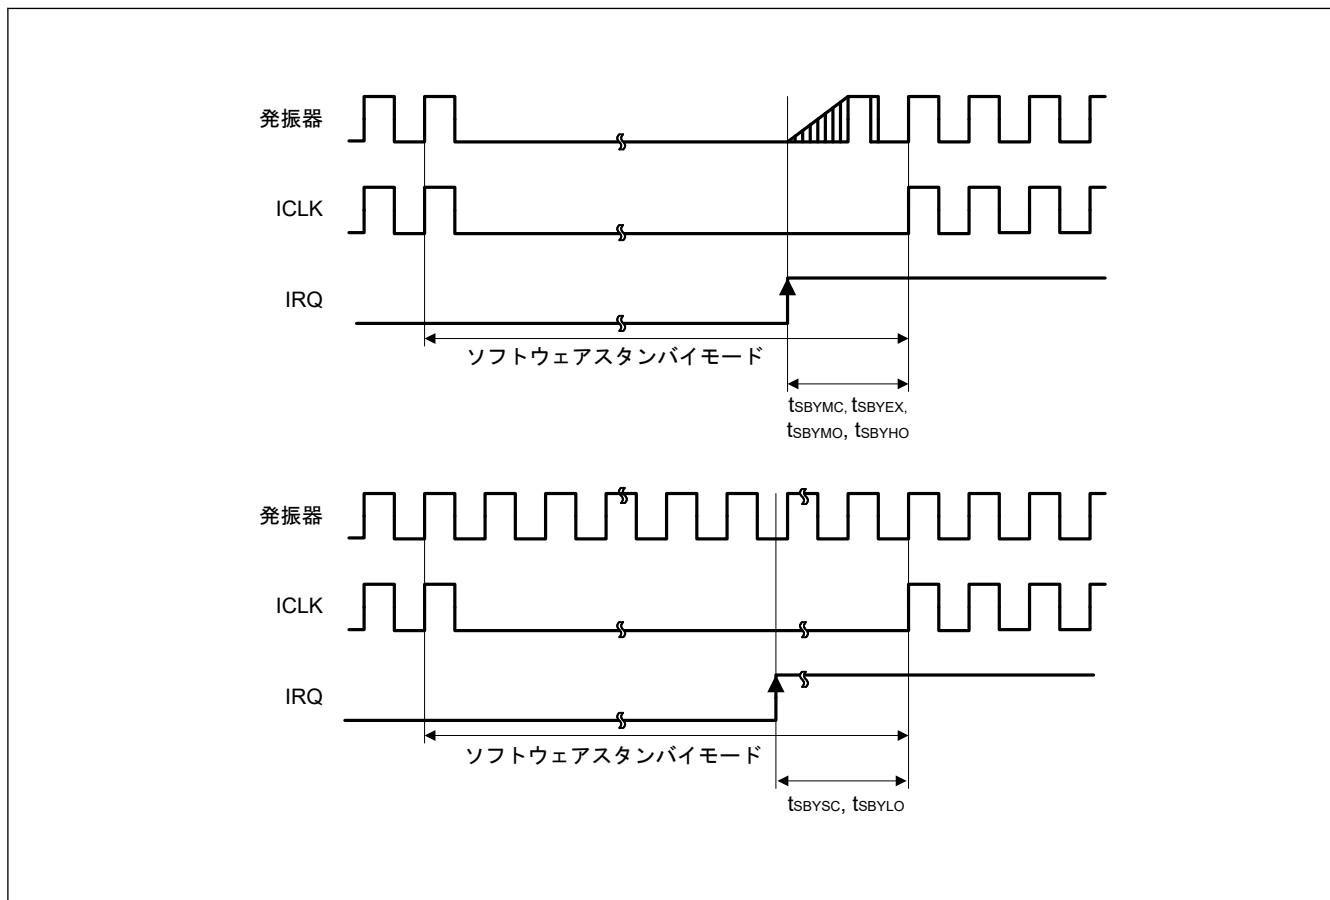 発振器
ICLK
IRQ
ソフトウェアスタンバイモード
tSBYMC, tSBYEX,
tSBYMO, tSBYHO
発振器
ICLK
IRQ
ソフトウェアスタンバイモード
tSBYSC, tSBYLO